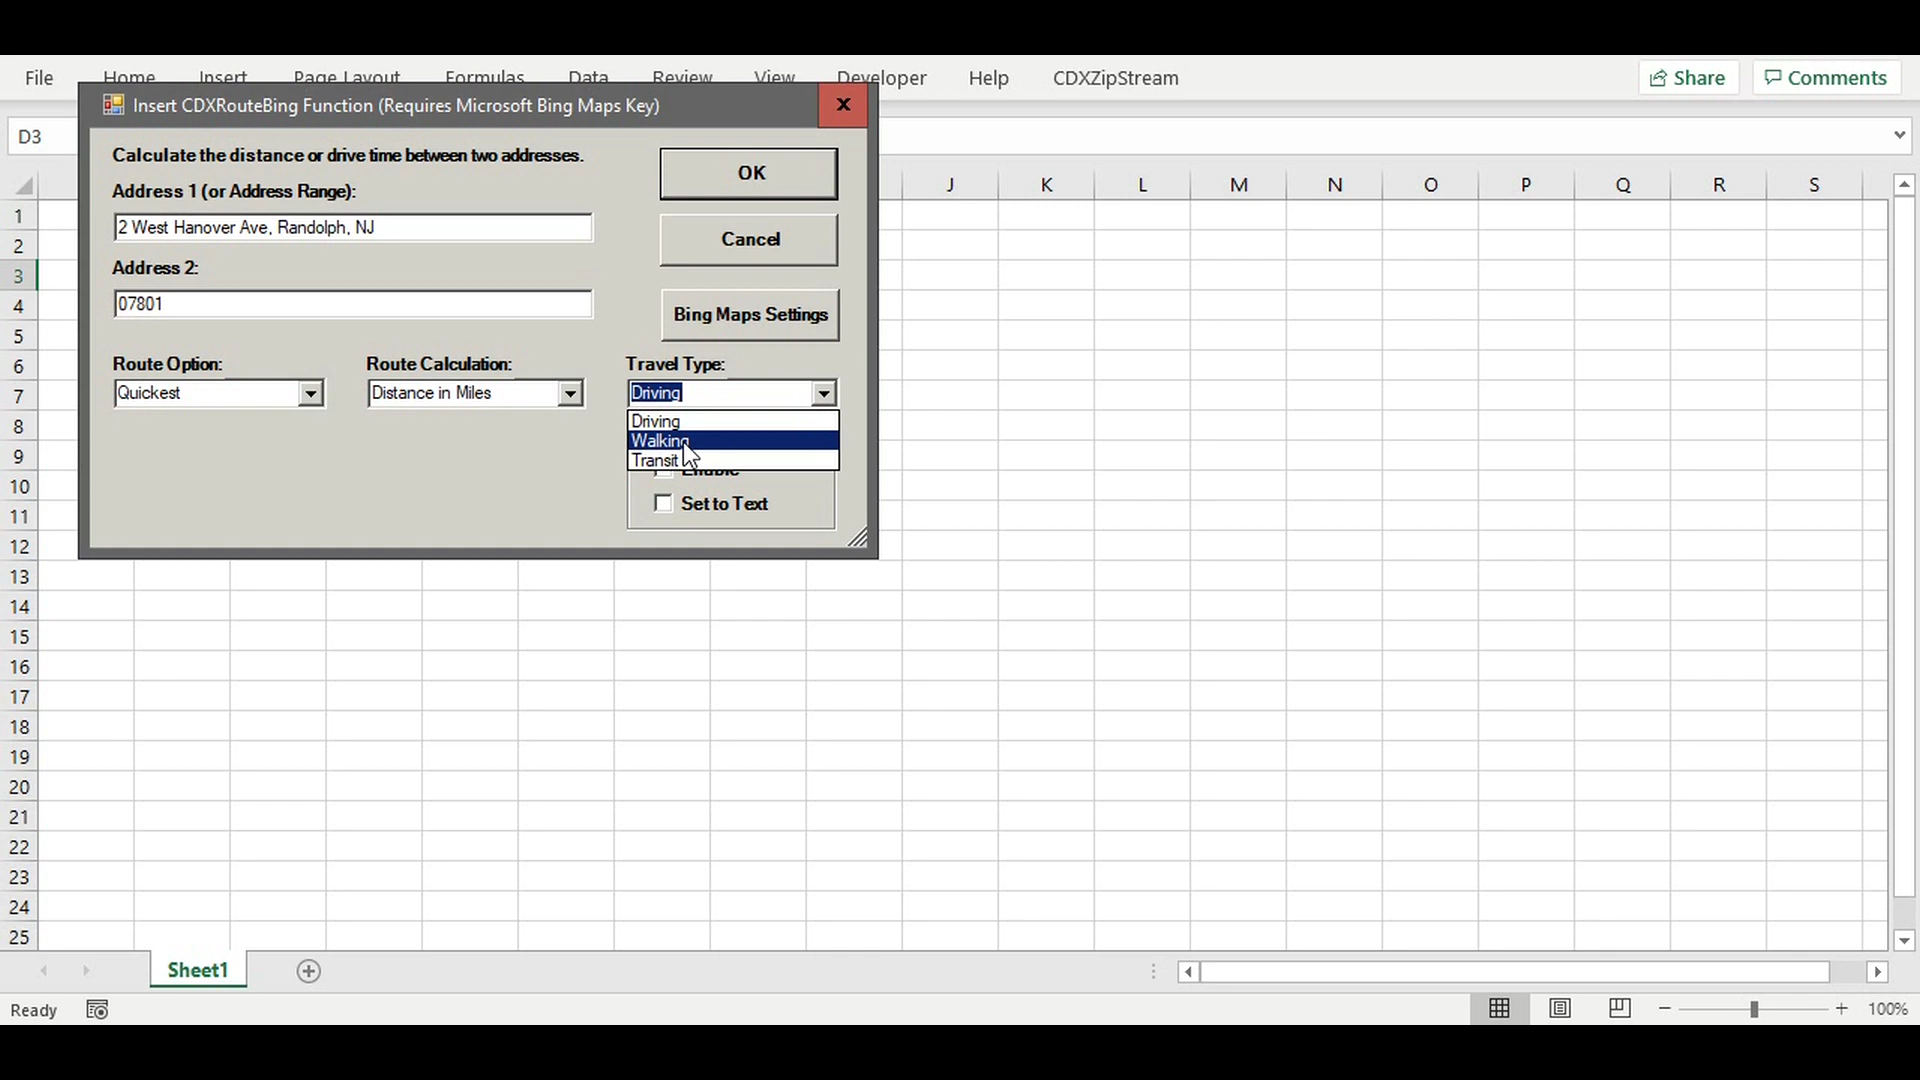 File Home Insert Page Layout Formulas Data Review View Developer Help CDXZipStream Share Comments
Insert CDXRouteBing Function (Requires Microsoft Bing Maps Key) X
D3
Calculate the distance or drive time between two addresses.
OK
Address 1 (or Address Range):
2 West Hanover Ave, Randolph, NJ
Cancel
Address 2:
07801
Bing Maps Settings
Route Option: Route Calculation: Travel Type:
Quickest Distance in Miles Driving
Driving
Walking
Transit
Enable
Set to Text
J K L M N O P Q R S
1
2
3
4
5
6
7
8
9
10
11
12
13
14
15
16
17
18
19
20
21
22
23
24
25
Sheet1
Ready 100%